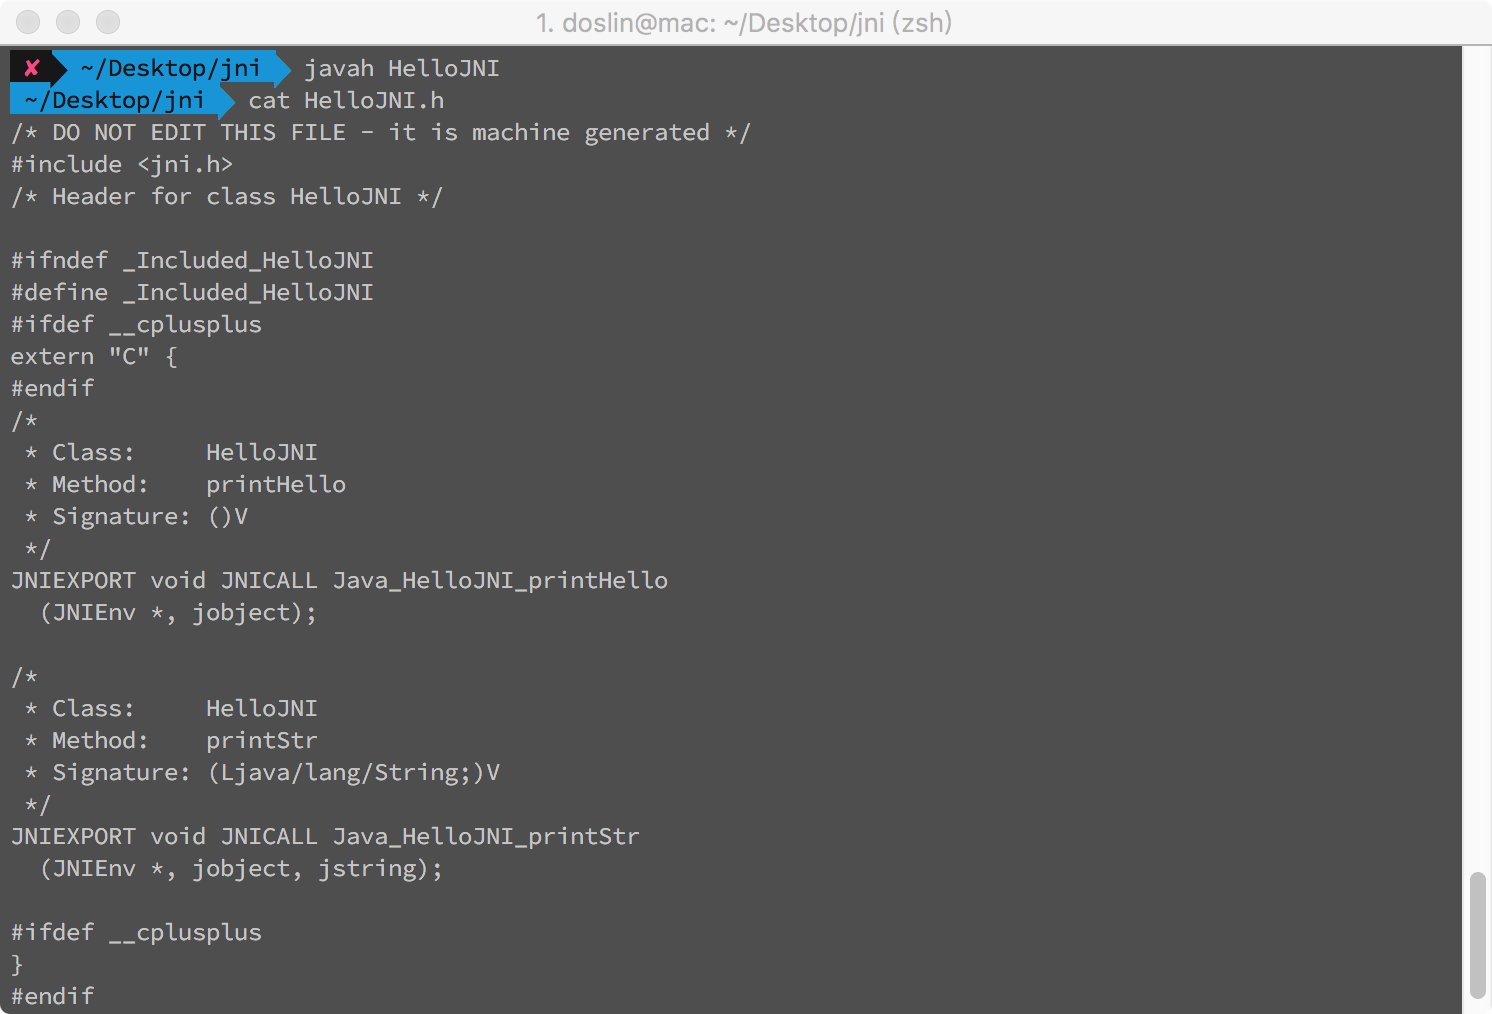 1. doslin@mac: ~/Desktop/jni (zsh)
✘ ~/Desktop/jni javah HelloJNI
~/Desktop/jni cat HelloJNI.h
/* DO NOT EDIT THIS FILE - it is machine generated */
#include <jni.h>
/* Header for class HelloJNI */

#ifndef _Included_HelloJNI
#define _Included_HelloJNI
#ifdef __cplusplus
extern "C" {
#endif
/*
 * Class:     HelloJNI
 * Method:    printHello
 * Signature: ()V
 */
JNIEXPORT void JNICALL Java_HelloJNI_printHello
  (JNIEnv *, jobject);

/*
 * Class:     HelloJNI
 * Method:    printStr
 * Signature: (Ljava/lang/String;)V
 */
JNIEXPORT void JNICALL Java_HelloJNI_printStr
  (JNIEnv *, jobject, jstring);

#ifdef __cplusplus
}
#endif